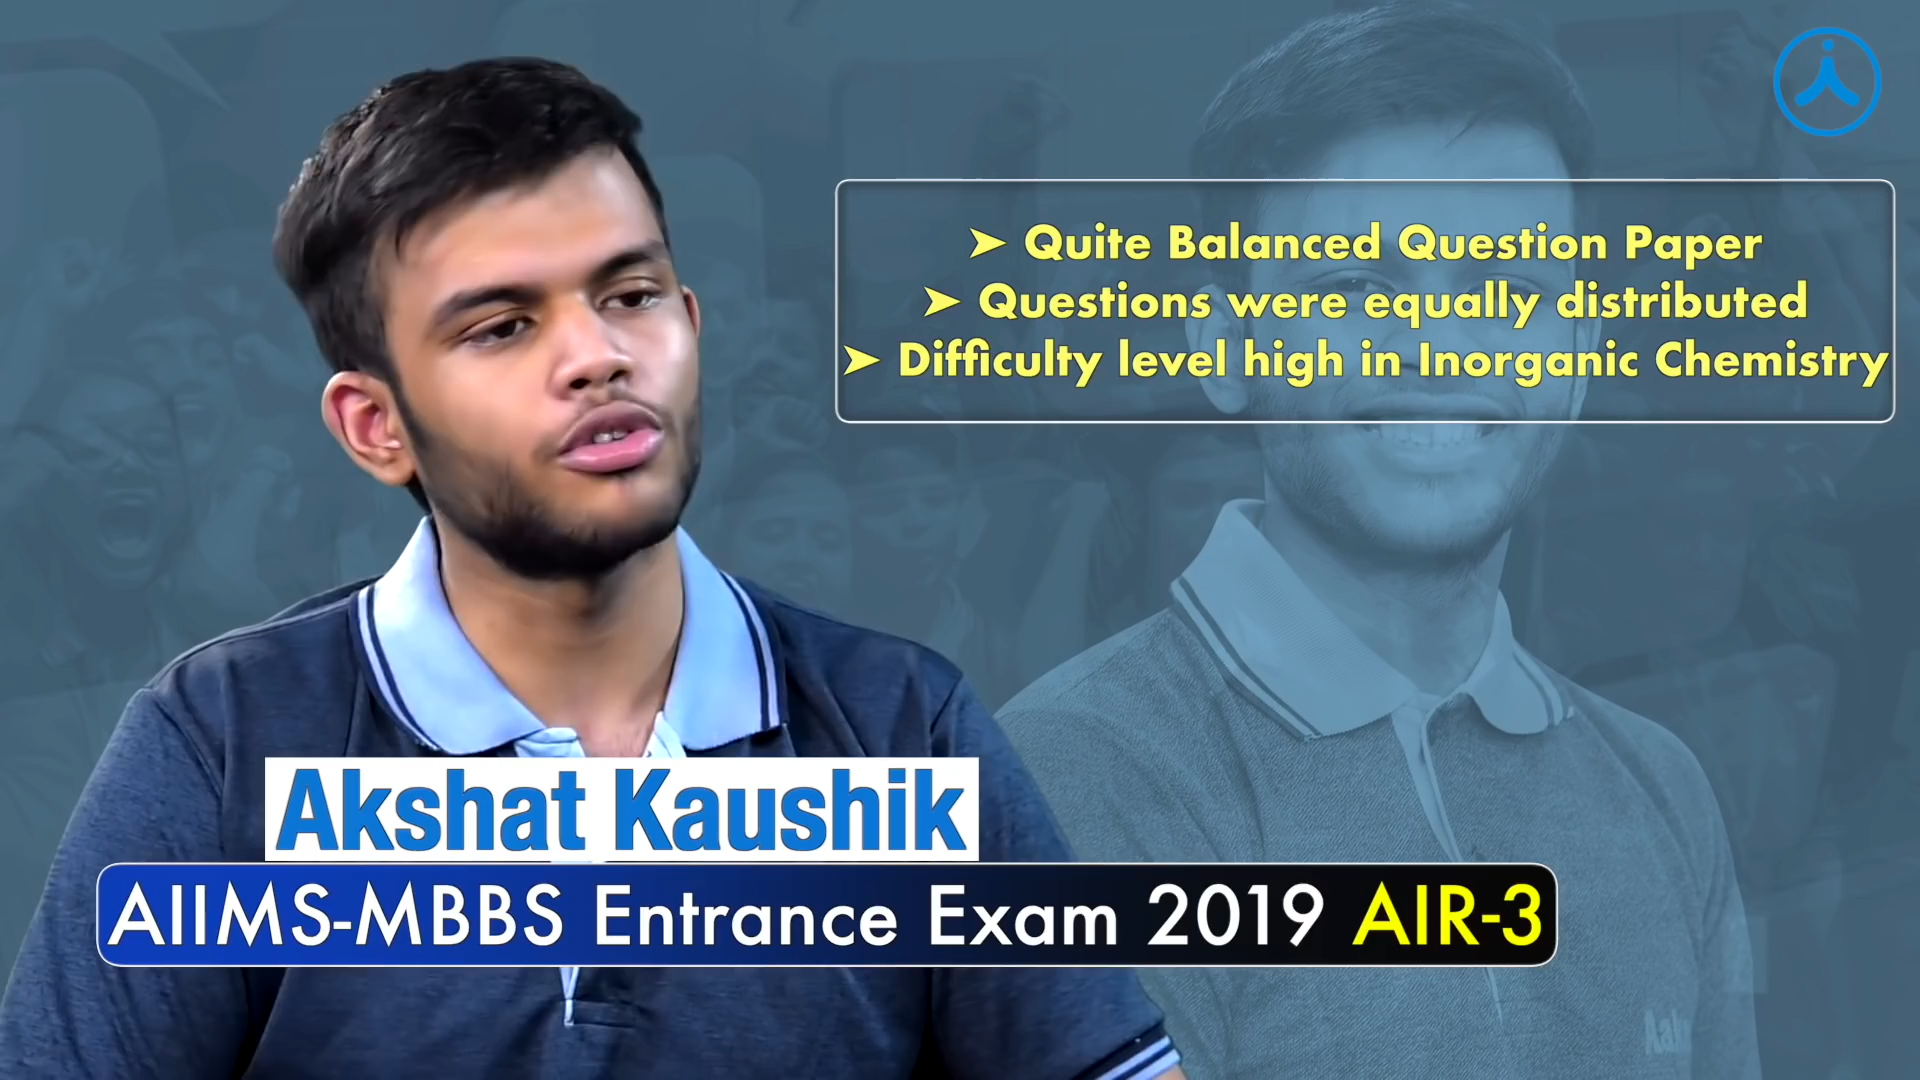 ➤ Quite Balanced Question Paper
➤ Questions were equally distributed
➤ Difficulty level high in Inorganic Chemistry
Akshat Kaushik
AIIMS-MBBS Entrance Exam 2019 AIR-3